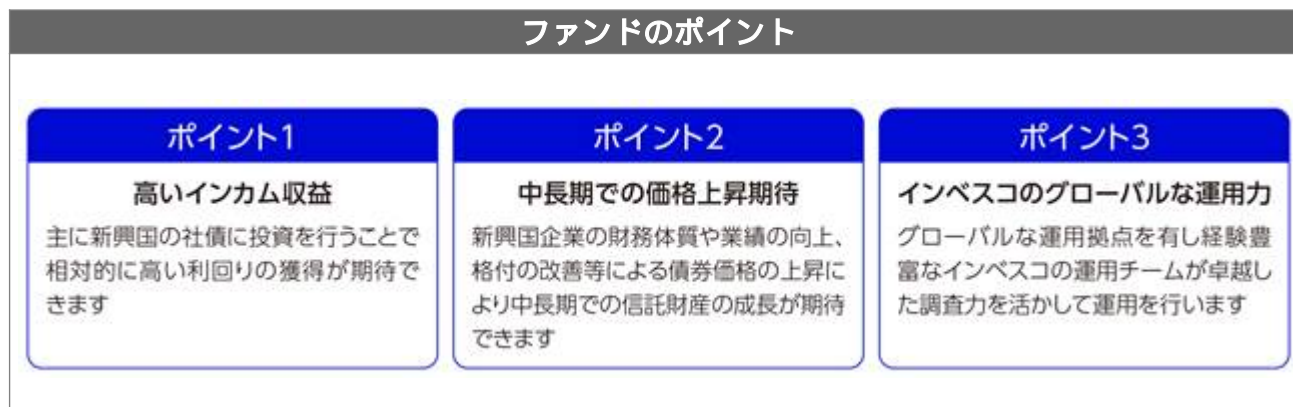 ファンドのポイント
ポイント1
高いインカム収益
主に新興国の社債に投資を行うことで
相対的に高い利回りの獲得が期待で
きます
ポイント2
中長期での価格上昇期待
新興国企業の財務体質や業績の向上、
格付の改善等による債券価格の上昇に
より中長期での信託財産の成長が期待
できます
ポイント3
インベスコのグローバルな運用力
グローバルな運用拠点を有し経験豊
富なインベスコの運用チームが卓越し
た調査力を活かして運用を行います